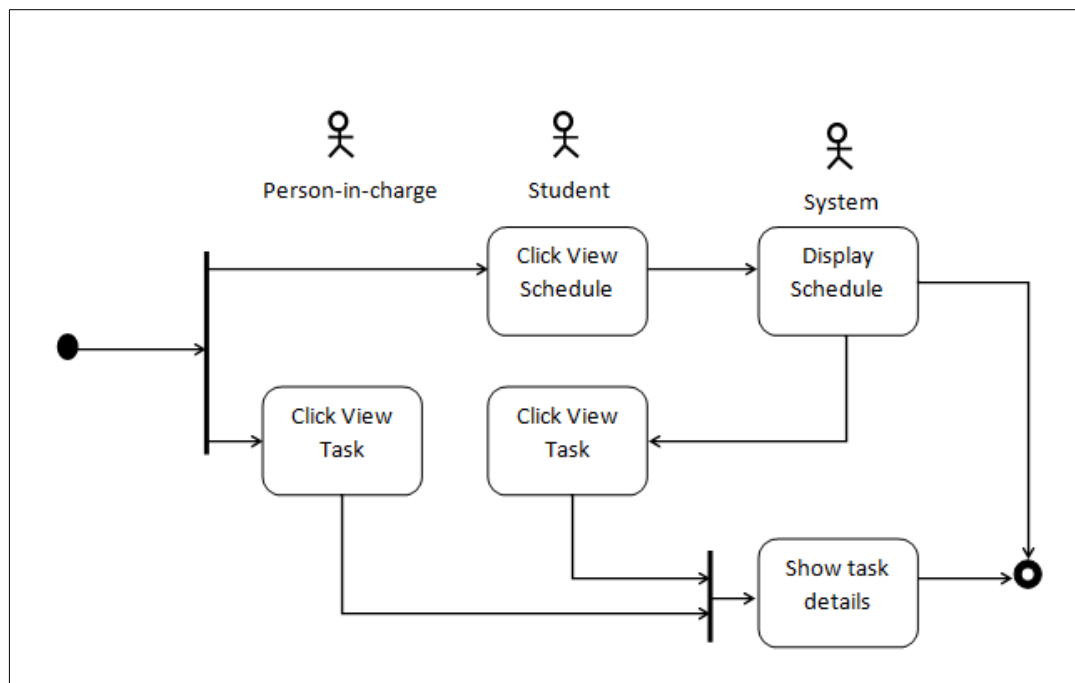 Person-in-charge
Student
System
Click View
Schedule
Display
Schedule
Click View
Task
Click View
Task
Show task
details